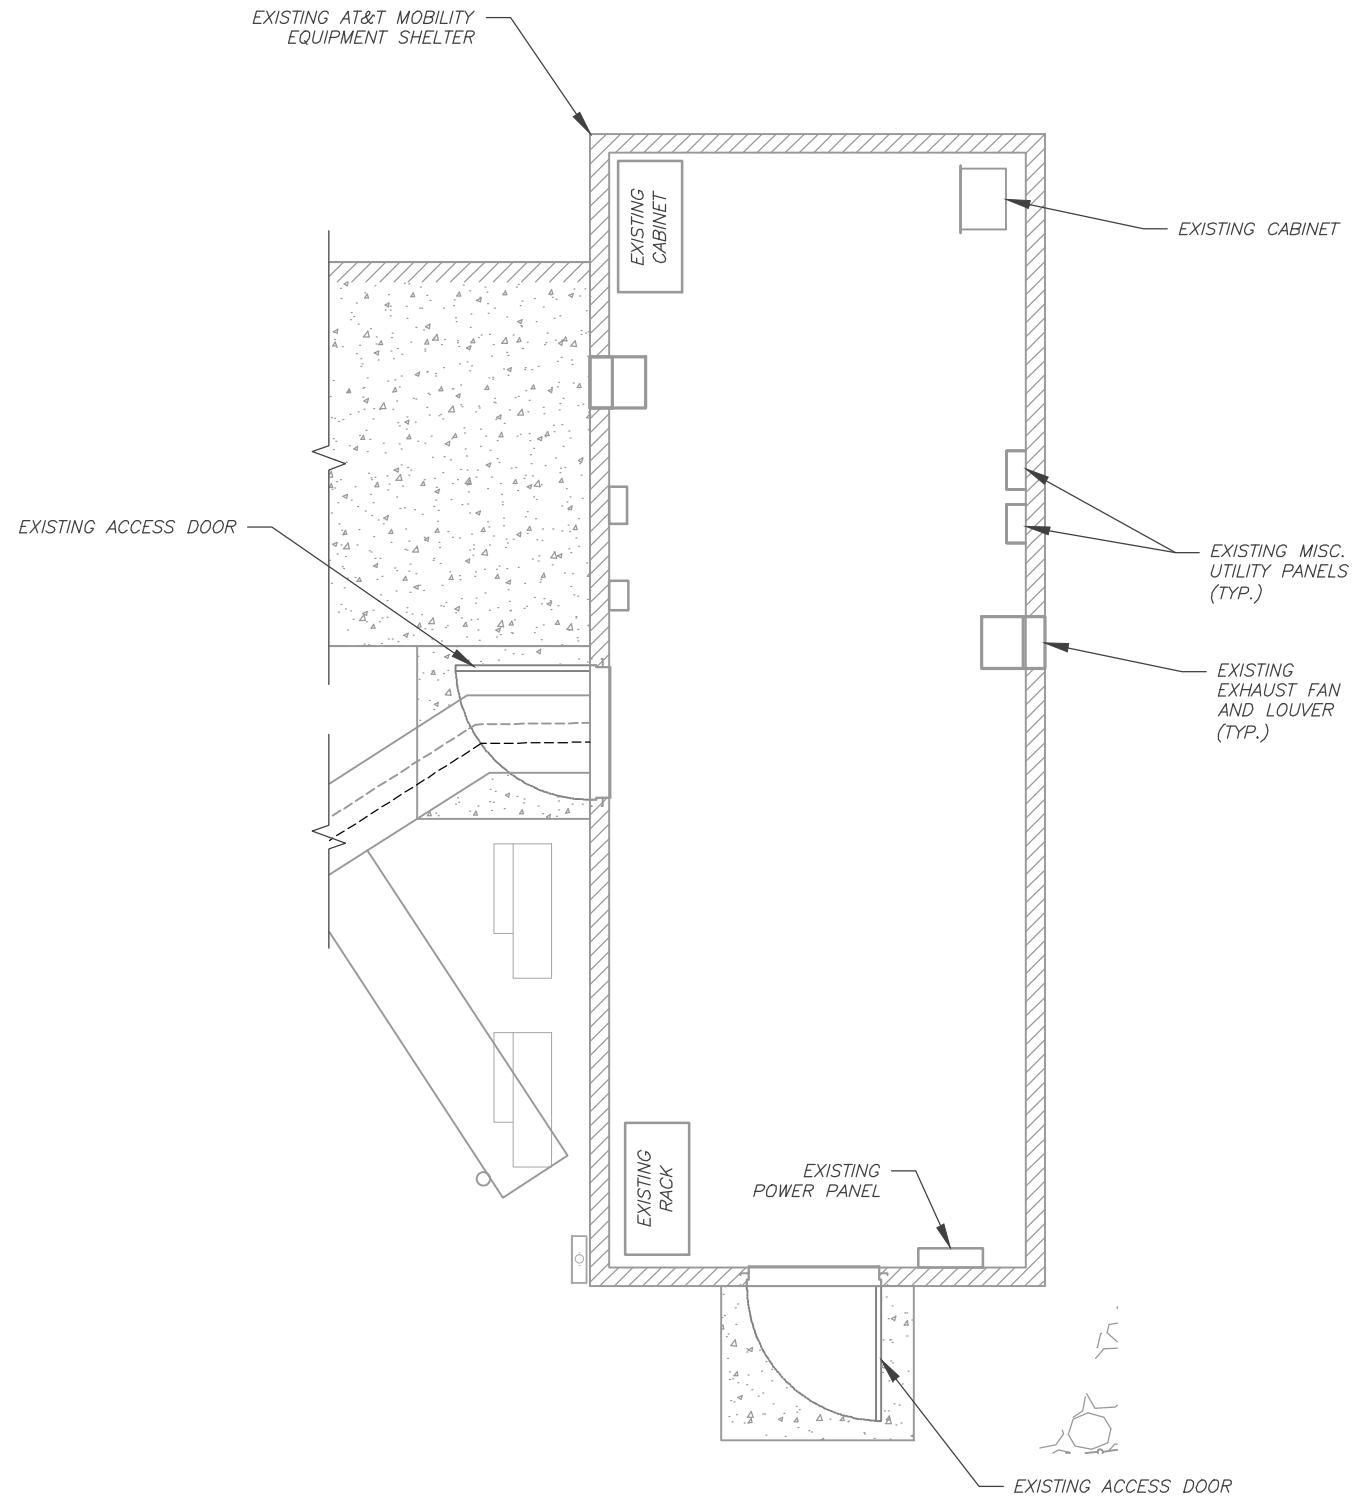 EXISTING AT&T MOBILITY
EQUIPMENT SHELTER
EXISTING
CABINET
EXISTING CABINET
EXISTING ACCESS DOOR
EXISTING MISC.
UTILITY PANELS
(TYP.)
EXISTING
EXHAUST FAN
AND LOUVER
(TYP.)
EXISTING
RACK
EXISTING
POWER PANEL
EXISTING ACCESS DOOR